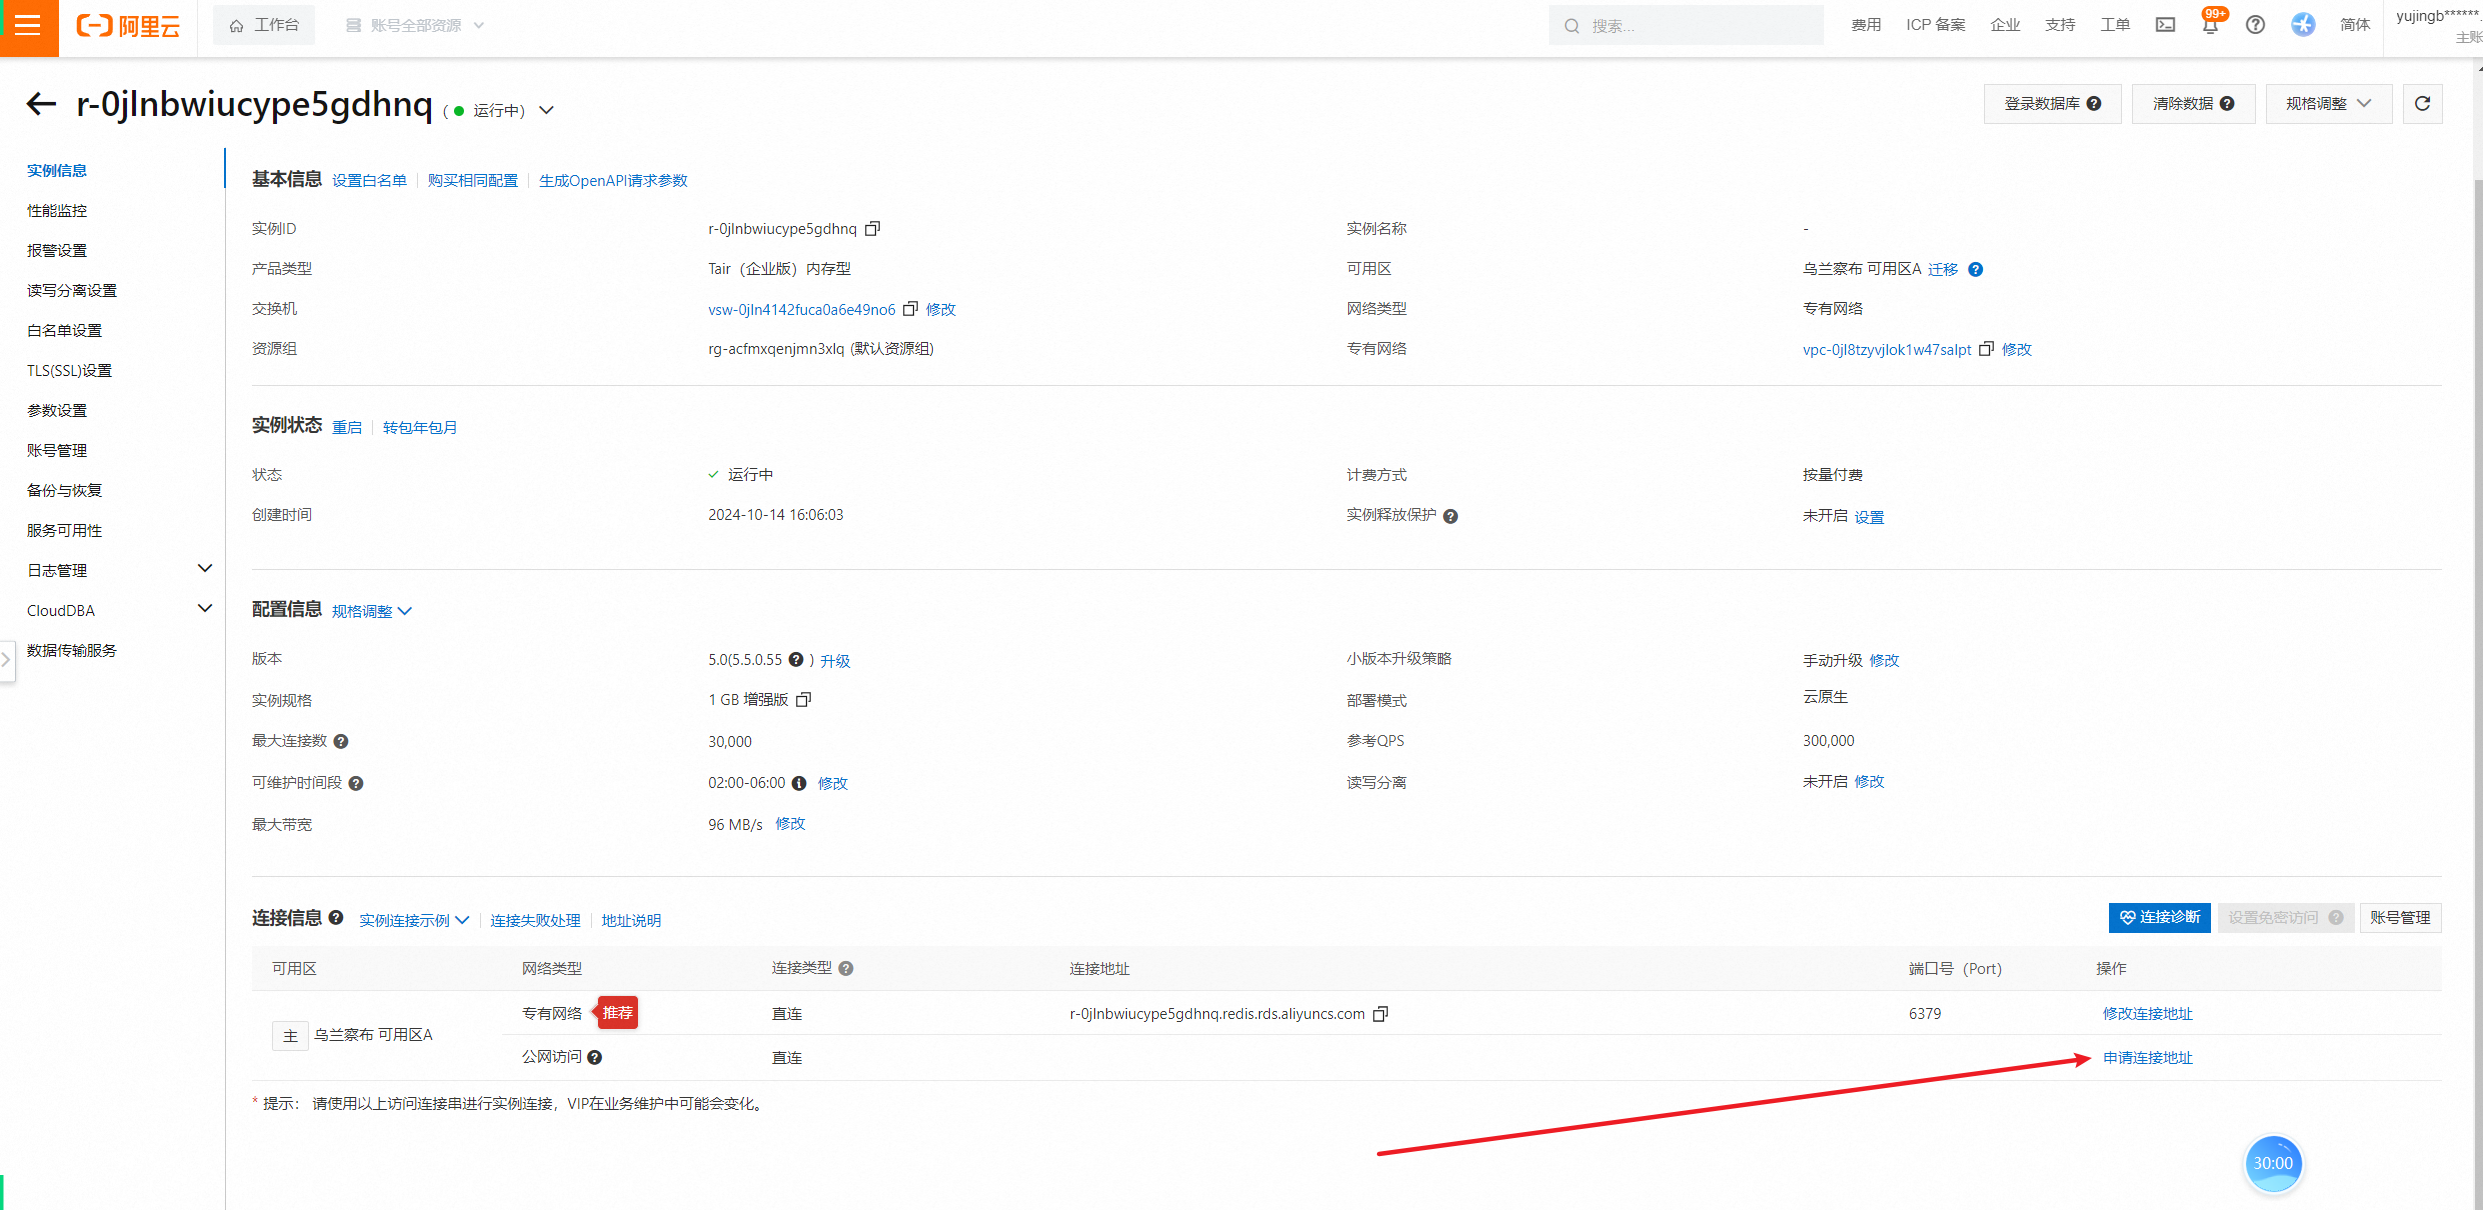 阿里云
工作台
账号全部资源
搜索...
费用
ICP 备案
企业
支持
工单
99+
简体
yujingb******.
主账
r-0jlnbwiucype5gdhnq ( 运行中)
登录数据库
清除数据
规格调整
实例信息
性能监控
报警设置
读写分离设置
白名单设置
TLS(SSL)设置
参数设置
账号管理
备份与恢复
服务可用性
日志管理
CloudDBA
数据传输服务
基本信息 设置白名单 购买相同配置 生成OpenAPI请求参数
实例ID r-0jlnbwiucype5gdhnq 实例名称 -
产品类型 Tair（企业版）内存型 可用区 乌兰察布 可用区A 迁移
交换机 vsw-0jln4142fuca0a6e49no6 修改 网络类型 专有网络
资源组 rg-acfmxqenjmn3xlq (默认资源组) 专有网络 vpc-0jl8tzyvjlok1w47salpt 修改
实例状态 重启 转包年包月
状态 运行中 计费方式 按量付费
创建时间 2024-10-14 16:06:03 实例释放保护 未开启 设置
配置信息 规格调整
版本 5.0(5.5.0.55 ) 升级 小版本升级策略 手动升级 修改
实例规格 1 GB 增强版 部署模式 云原生
最大连接数 30,000 参考QPS 300,000
可维护时间段 02:00-06:00 修改 读写分离 未开启 修改
最大带宽 96 MB/s 修改
连接信息 实例连接示例 连接失败处理 地址说明 连接诊断 设置免密访问 账号管理
可用区 网络类型 连接类型 连接地址 端口号（Port） 操作
主 乌兰察布 可用区A
专有网络 推荐 直连 r-0jlnbwiucype5gdhnq.redis.rds.aliyuncs.com 6379 修改连接地址
公网访问 直连 申请连接地址
* 提示： 请使用以上访问连接串进行实例连接，VIP在业务维护中可能会变化。
30:00